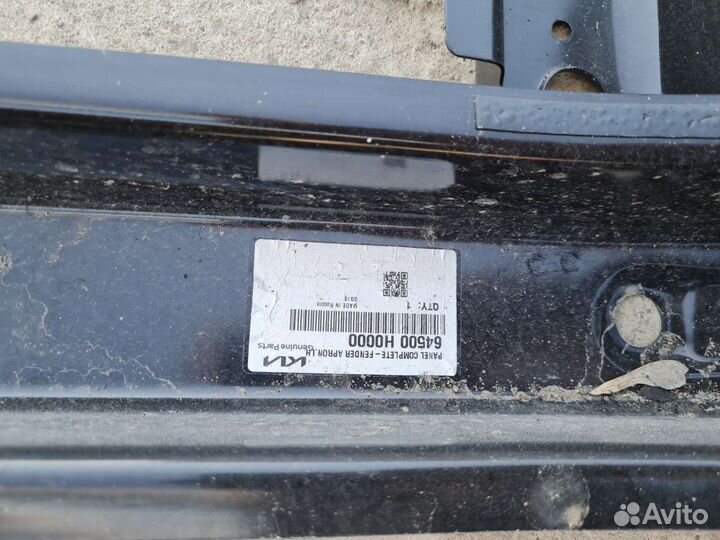 KIA
Genuine Parts
PANEL COMPLETE-FENDER APRON,LH
64500 H0000
QTY: 1
MADE IN Russia
Avito